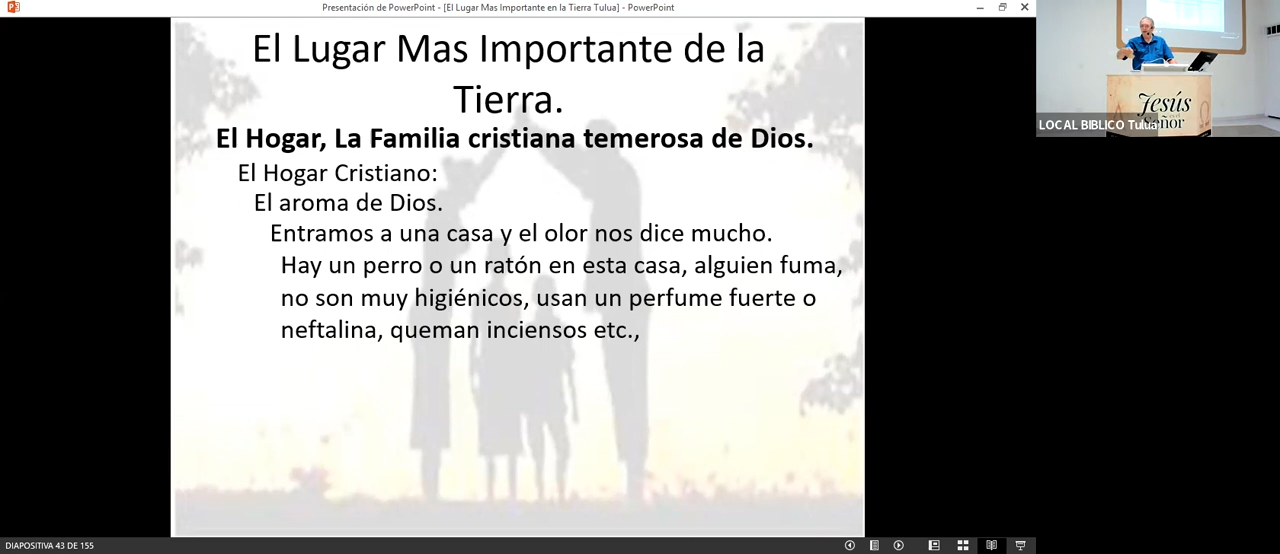 Presentación de PowerPoint - [El Lugar Mas Importante en la Tierra Tulua] - PowerPoint
El Lugar Mas Importante de la
Tierra.
El Hogar, La Familia cristiana temerosa de Dios.
El Hogar Cristiano:
El aroma de Dios.
Entramos a una casa y el olor nos dice mucho.
Hay un perro o un ratón en esta casa, alguien fuma,
no son muy higiénicos, usan un perfume fuerte o
neftalina, queman inciensos etc.,
DIAPOSITIVA 43 DE 155
Jesús
Señor
LOCAL BIBLICO Tulua